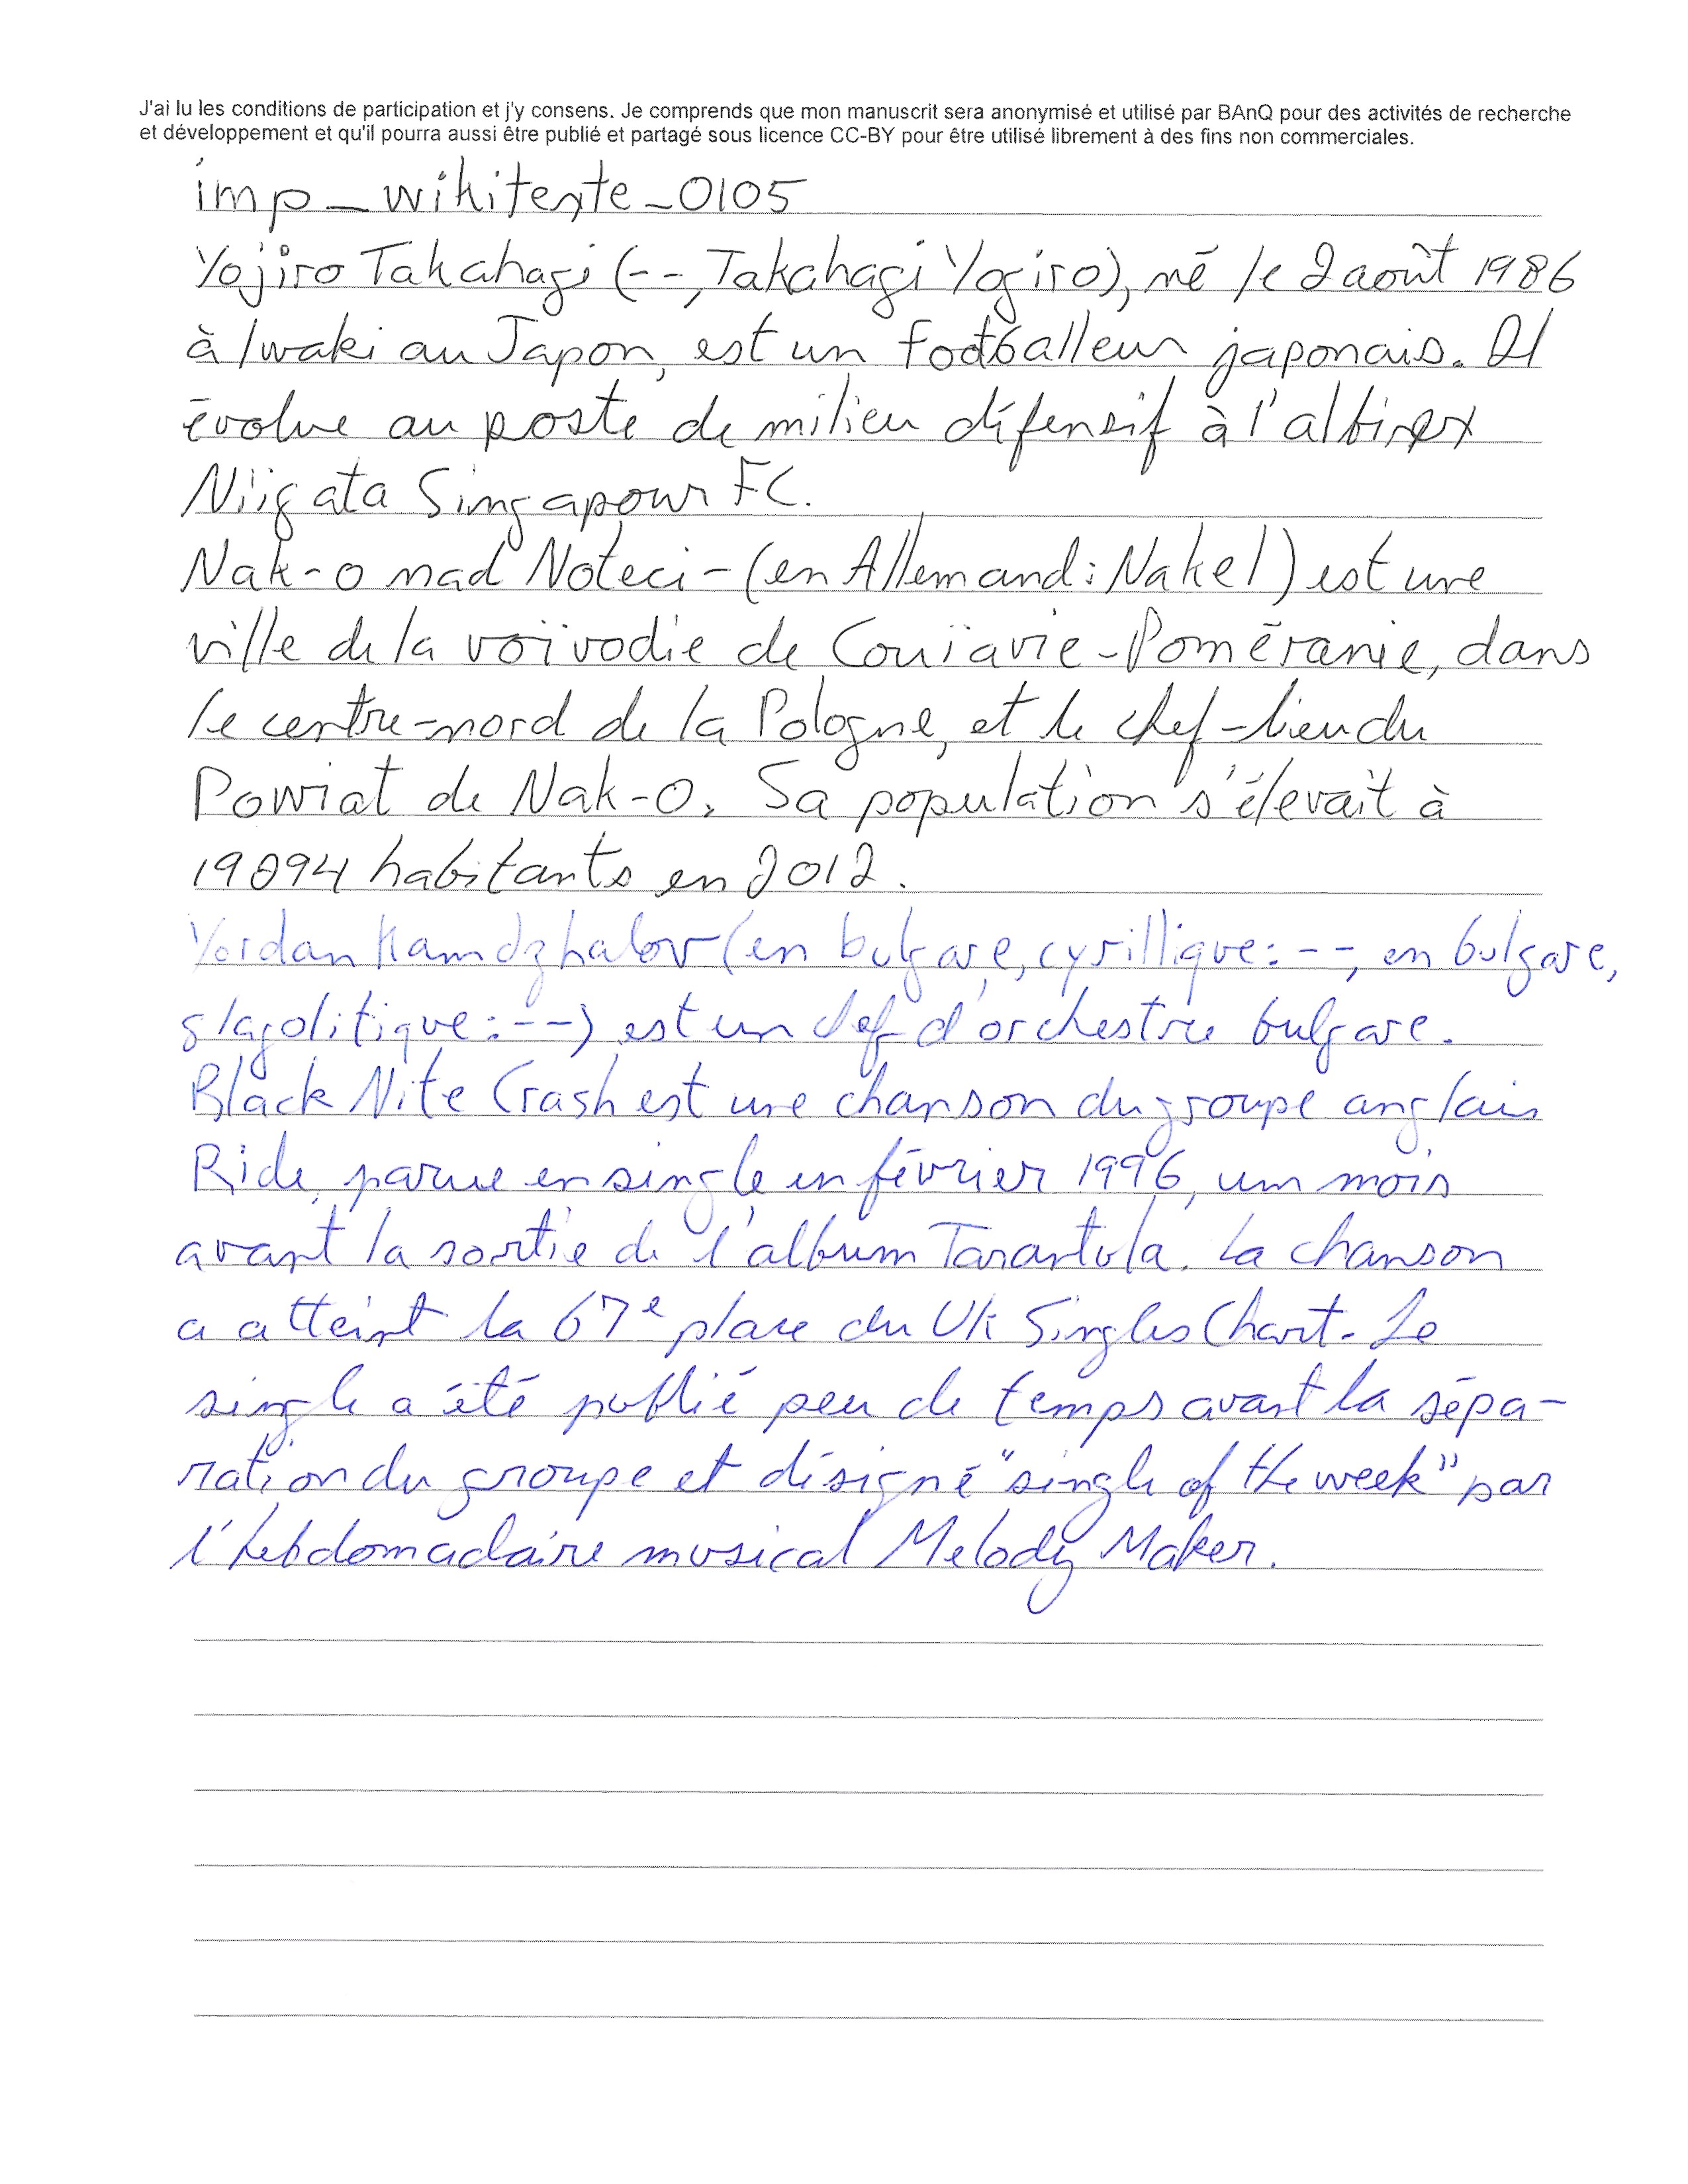 J'ai lu les conditions de participation et j'y consens. Je comprends que mon manuscrit sera anonymisé et utilisé par BAnQ pour des activités de recherche
et développement et qu'il pourra aussi être publié et partagé sous licence CC-BY pour être utilisé librement à des fins non commerciales.
imp_wikitexte_0105
Yojiro Takahagi (--, Takahagi Yogiro), né le 2 août 1986
à Iwaki au Japon, est un footballeur japonais. Il
évolue au poste de milieu défensif à l'albirex
Niigata Singapour FC.
Nak-o nad Noteci- (en Allemand : Nakel) est une
ville de la voïvodie de Couïavie-Poméranie, dans
le centre-nord de la Pologne, et le chef-lieu du
Powiat de Nak-o. Sa population s'élevait à
19094 habitants en 2012.
Yordan Kamdzhalov (en bulgare, cyrillique : --, en bulgare,
glagolitique : --) est un chef d'orchestre bulgare.
Black Nite Crash est une chanson du groupe anglais
Ride, parue en single en février 1996, un mois
avant la sortie de l'album Tarantula. La chanson
a atteint la 67e place du Uk Singles Chart. Le
single a été publié peu de temps avant la sépa-
ration du groupe et désigné "single of the week" par
l'hebdomadaire musical Melody Maker.